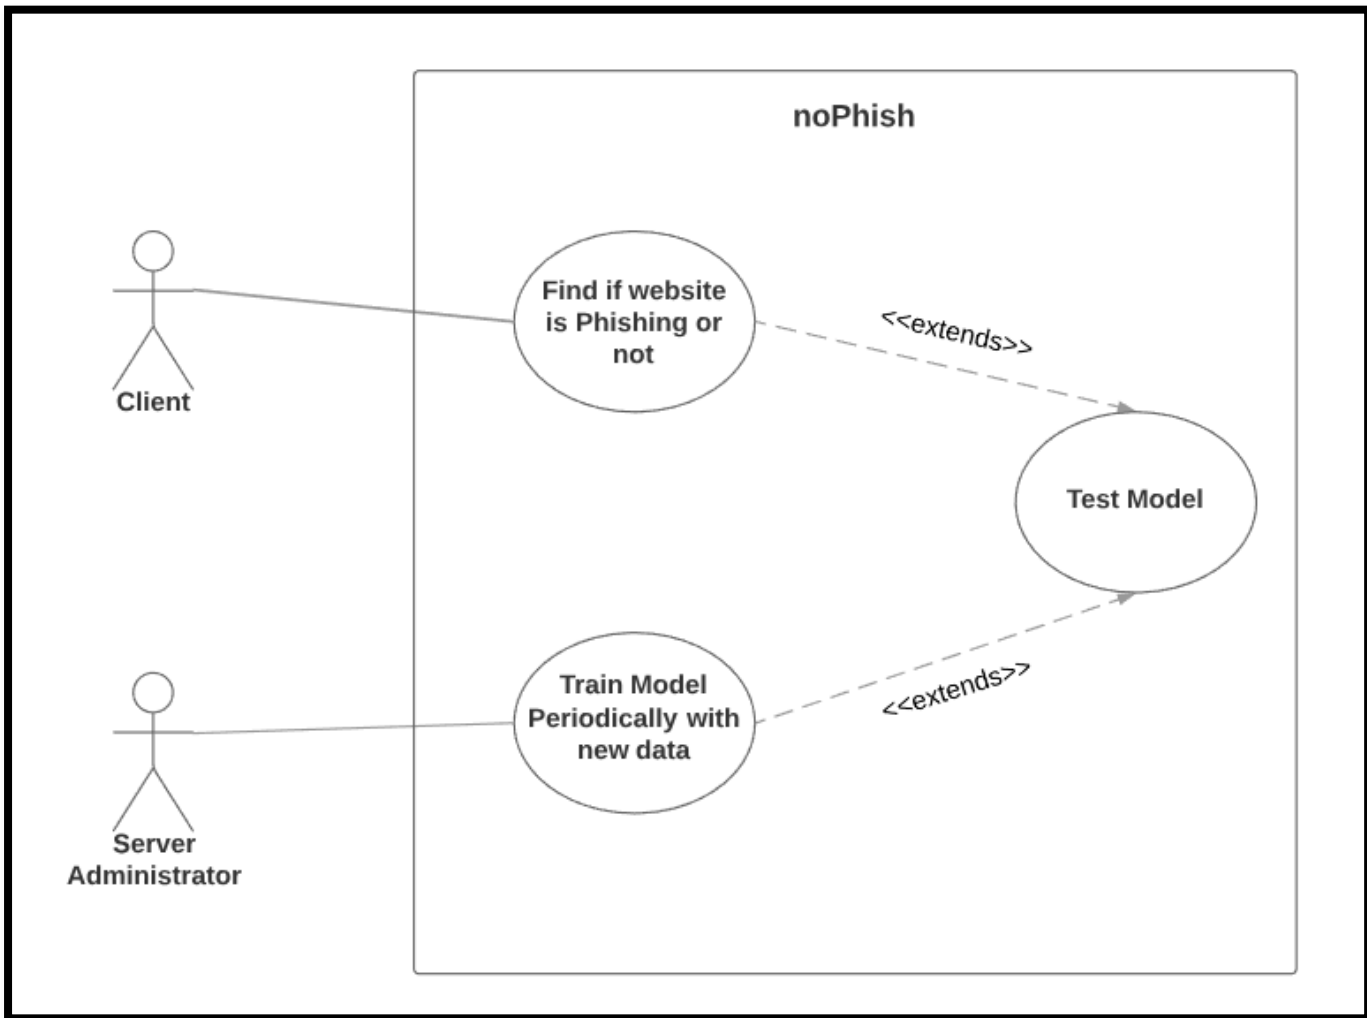 noPhish
Find if website
is Phishing or
not
<<extends>>
Client
Test Model
Train Model
Periodically with
new data
<<extends>>
Server
Administrator